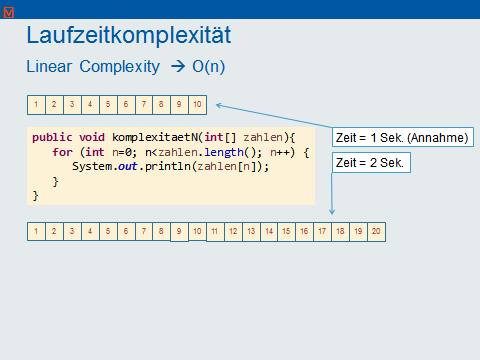 M
Laufzeitkomplexität
Linear Complexity → O(n)
1 2 3 4 5 6 7 8 9 10
Zeit = 1 Sek. (Annahme)
public void komplexitaetN(int[] zahlen){
for (int n=0; n<zahlen.length(); n++) {
System.out.println(zahlen[n]);
}
}
Zeit = 2 Sek.
1 2 3 4 5 6 7 8 9 10 11 12 13 14 15 16 17 18 19 20